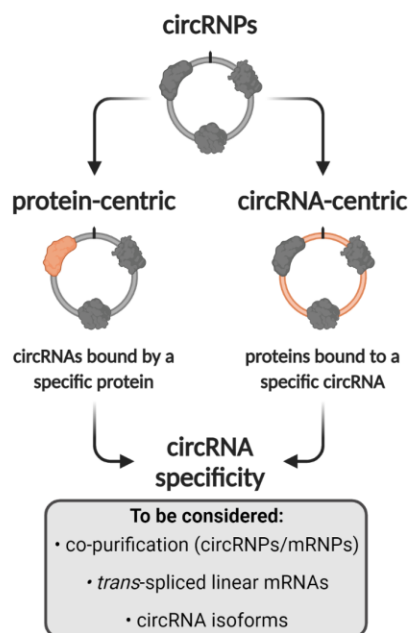 circRNPs
protein-centric
circRNA-centric
circRNAs bound by a
specific protein
proteins bound to a
specific circRNA
circRNA
specificity
To be considered:
• co-purification (circRNPs/mRNPs)
• trans-spliced linear mRNAs
• circRNA isoforms